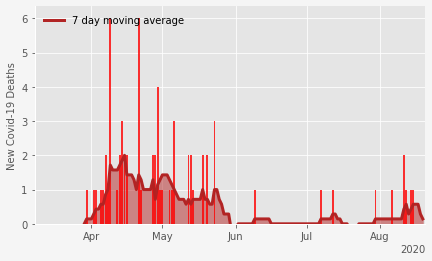 7 day moving average
New Covid-19 Deaths
6
5
4
3
2
1
0
Apr
May
Jun
Jul
Aug
2020